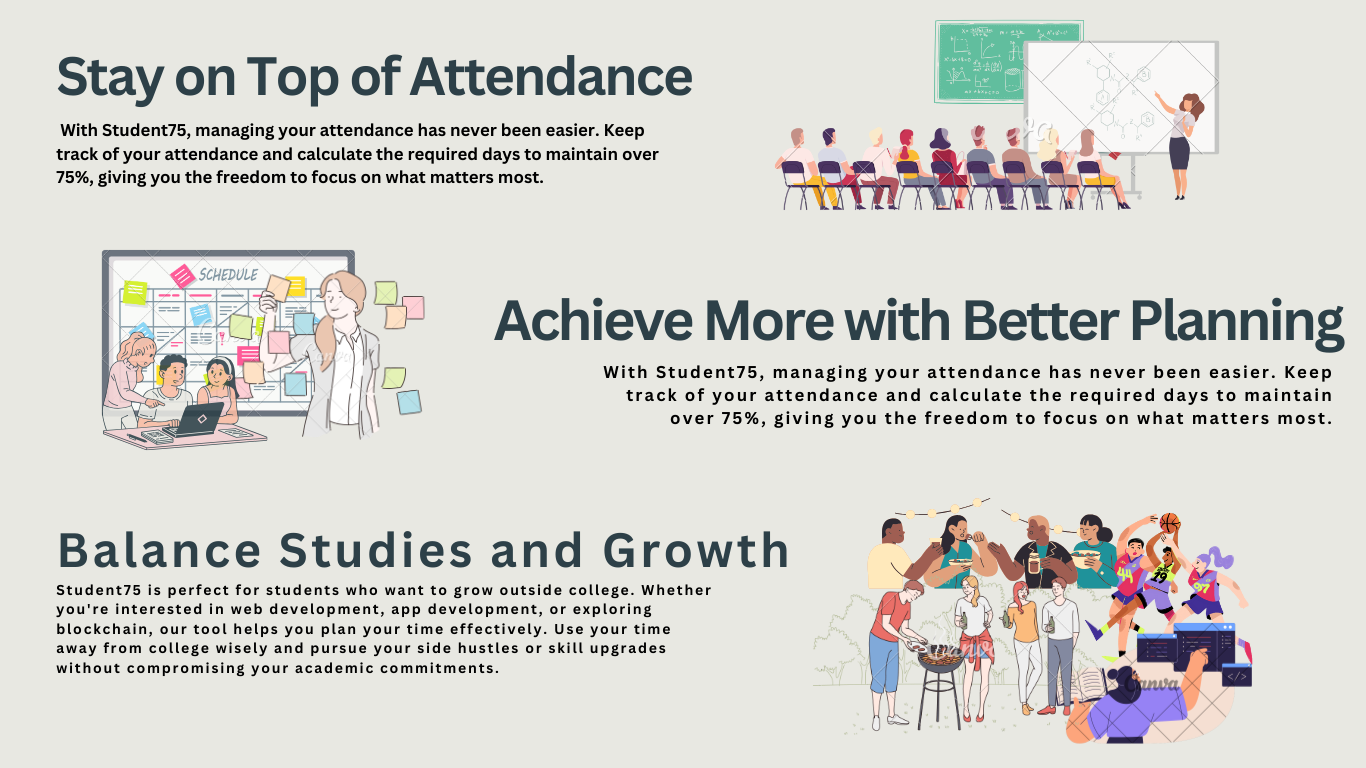 Stay on Top of Attendance
With Student75, managing your attendance has never been easier. Keep
track of your attendance and calculate the required days to maintain over
75%, giving you the freedom to focus on what matters most.
SCHEDULE
Achieve More with Better Planning
With Student75, managing your attendance has never been easier. Keep
track of your attendance and calculate the required days to maintain
over 75%, giving you the freedom to focus on what matters most.
Balance Studies and Growth
Student75 is perfect for students who want to grow outside college. Whether
you're interested in web development, app development, or exploring
blockchain, our tool helps you plan your time effectively. Use your time
away from college wisely and pursue your side hustles or skill upgrades
without compromising your academic commitments.
44
19
</>
Canva